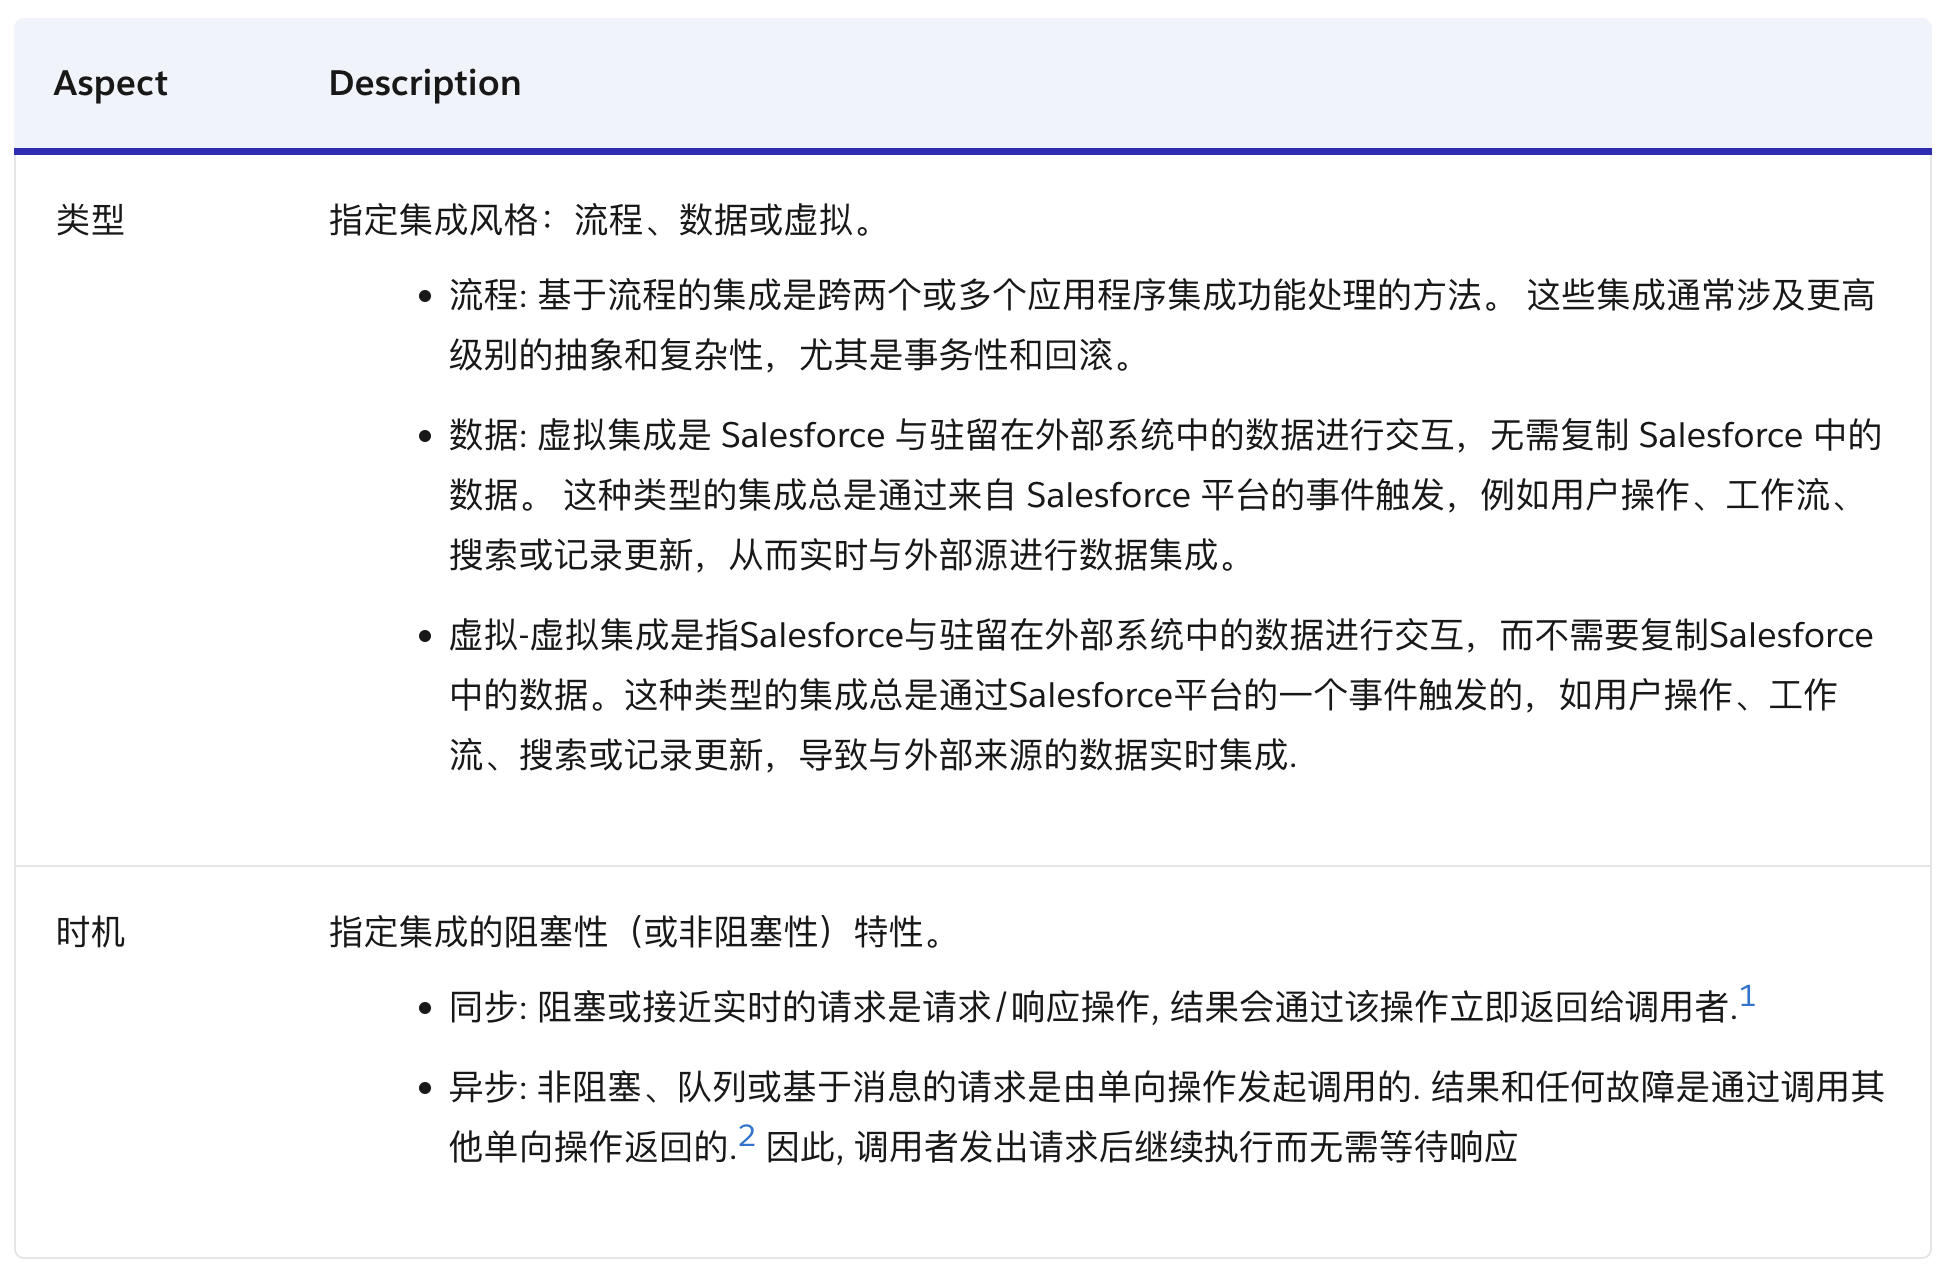 Aspect Description
类型 指定集成风格：流程、数据或虚拟。
• 流程: 基于流程的集成是跨两个或多个应用程序集成功能处理的方法。 这些集成通常涉及更高
级别的抽象和复杂性，尤其是事务性和回滚。
• 数据: 虚拟集成是 Salesforce 与驻留在外部系统中的数据进行交互，无需复制 Salesforce 中的
数据。 这种类型的集成总是通过来自 Salesforce 平台的事件触发，例如用户操作、工作流、
搜索或记录更新，从而实时与外部源进行数据集成。
• 虚拟-虚拟集成是指Salesforce与驻留在外部系统中的数据进行交互，而不需要复制Salesforce
中的数据。这种类型的集成总是通过Salesforce平台的一个事件触发的，如用户操作、工作
流、搜索或记录更新，导致与外部来源的数据实时集成.
时机 指定集成的阻塞性（或非阻塞性）特性。
• 同步: 阻塞或接近实时的请求是请求/响应操作, 结果会通过该操作立即返回给调用者.1
• 异步: 非阻塞、队列或基于消息的请求是由单向操作发起调用的. 结果和任何故障是通过调用其
他单向操作返回的.2 因此, 调用者发出请求后继续执行而无需等待响应